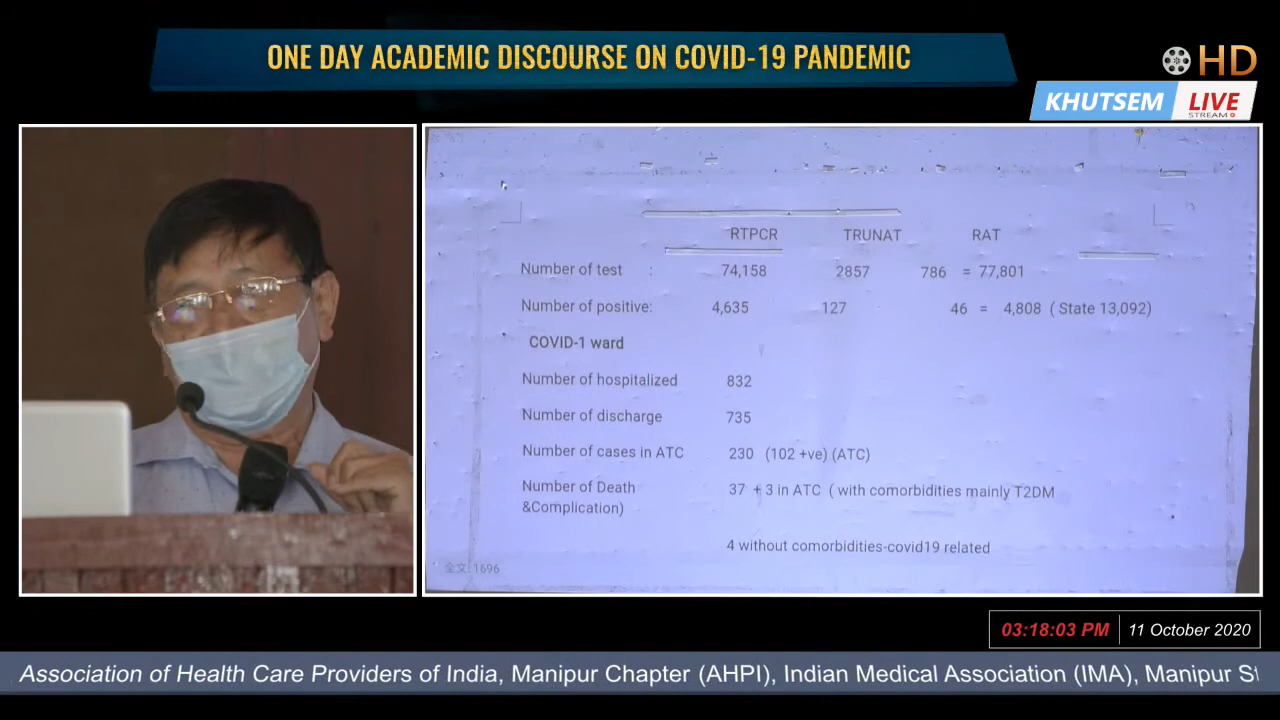 ONE DAY ACADEMIC DISCOURSE ON COVID-19 PANDEMIC
HD
KHUTSEM LIVE
STREAM
RTPCR TRUNAT RAT
Number of test : 74,158 2857 786 = 77,801
Number of positive: 4,635 127 46 = 4,808 ( State 13,092)
COVID-1 ward
Number of hospitalized 832
Number of discharge 735
Number of cases in ATC 230 (102 +ve) (ATC)
Number of Death 37 + 3 in ATC ( with comorbidities mainly T2DM
&Complication)
4 without comorbidities-covid19 related
全文: 1696
03:18:03 PM 11 October 2020
Association of Health Care Providers of India, Manipur Chapter (AHPI), Indian Medical Association (IMA), Manipur